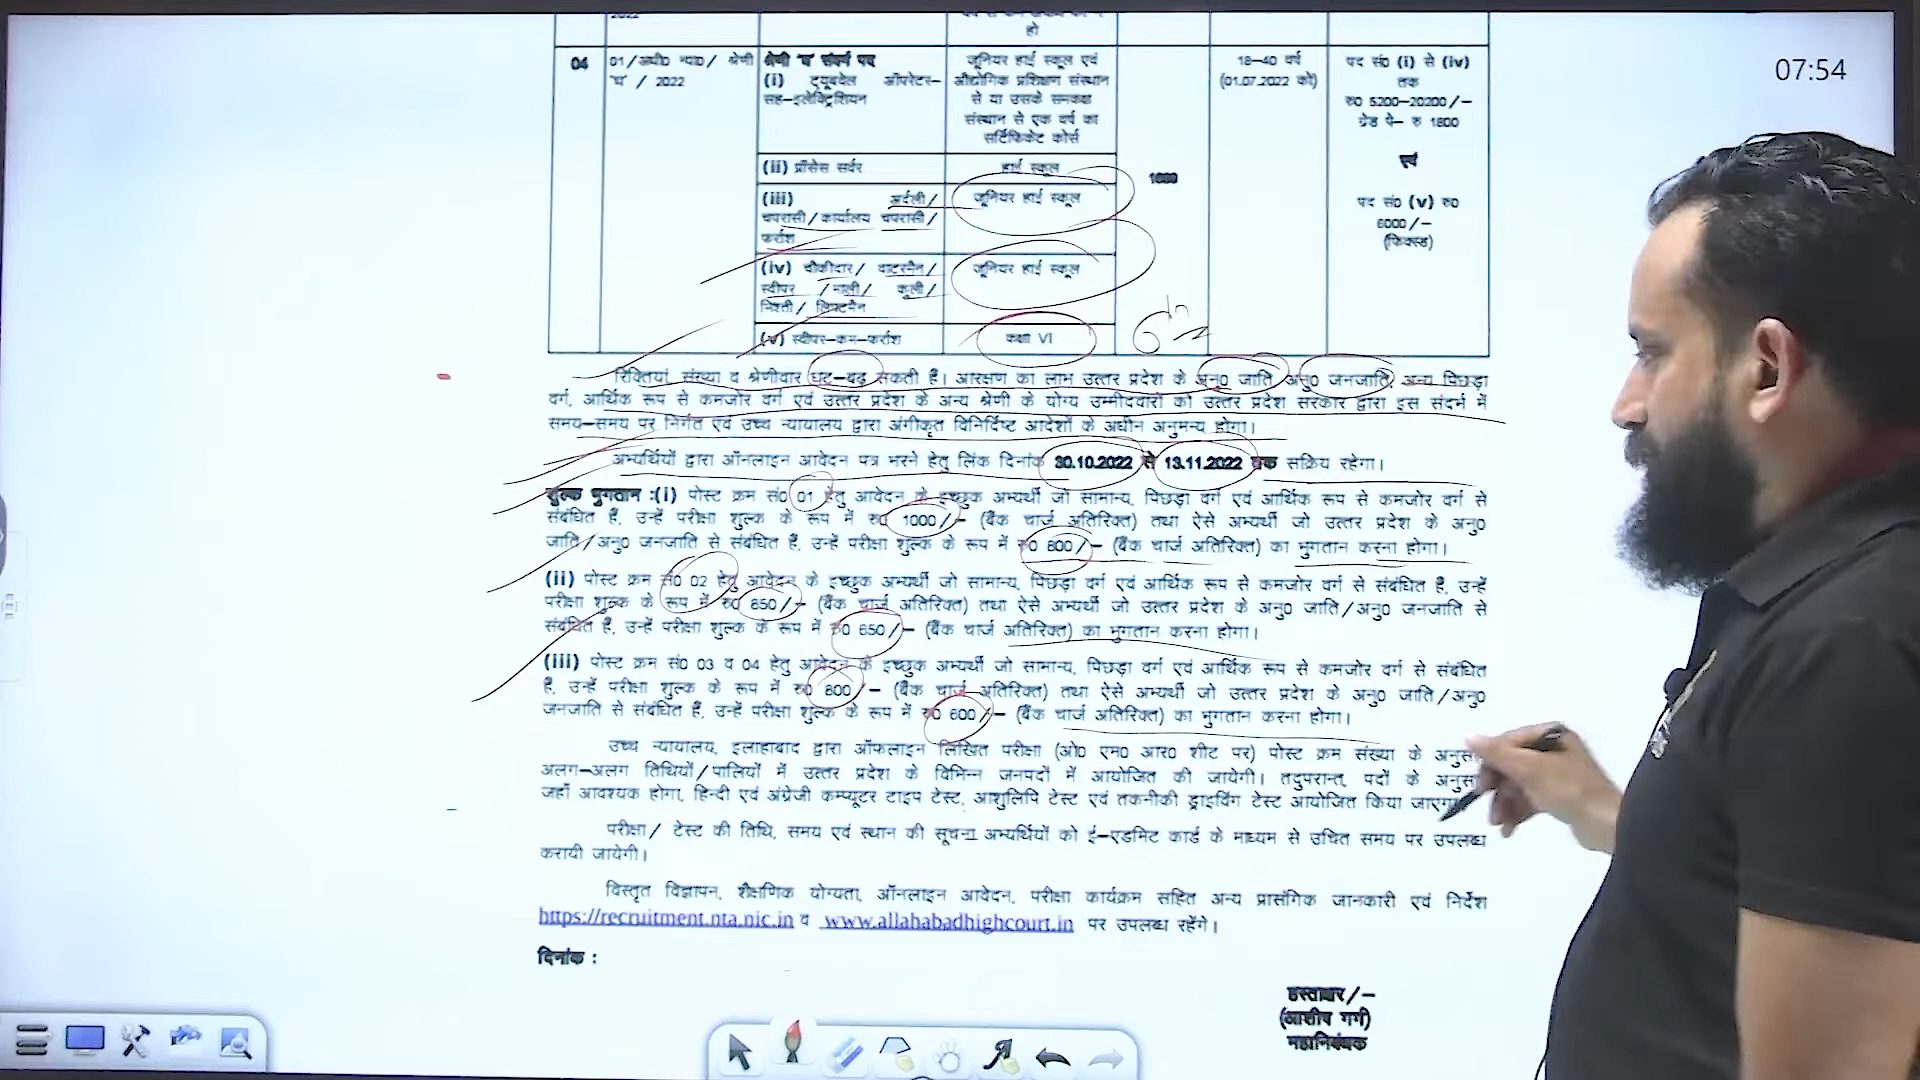 2022
हो
07:54
04
01/अधी0 न्या0/ श्रेणी 'घ' / 2022
श्रेणी 'घ' संवर्ग पद
(i) ट्यूबवेल ऑपरेटर-
सह-इलेक्ट्रिशियन
जूनियर हाई स्कूल एवं
औद्योगिक प्रशिक्षण संस्थान
से या उसके समकक्ष
संस्थान से एक वर्ष का
सर्टिफिकेट कोर्स
(ii) प्रॉसेस सर्वर
हाई स्कूल
(iii) अर्दली/
चपरासी/कार्यालय चपरासी/
फर्राश
जूनियर हाई स्कूल
(iv) चौकीदार/ वाटरमैन/
स्वीपर /माली/ कुली/
भिश्ती/ लिफ्टमैन
जूनियर हाई स्कूल
(v) स्वीपर-कम-फर्राश
कक्षा VI
6th
18-40 वर्ष
(01.07.2022 को)
पद सं0 (i) से (iv)
तक
रु0 5200-20200/-
ग्रेड पे- रु 1800
एवं
पद सं0 (v) रु0
6000/-
(फिक्स्ड)
रिक्तियां संख्या व श्रेणीवार घट-बढ़ सकती हैं। आरक्षण का लाभ उत्तर प्रदेश के अनु0 जाति, अनु0 जनजाति, अन्य पिछड़ा
वर्ग, आर्थिक रूप से कमजोर वर्ग एवं उत्तर प्रदेश के अन्य श्रेणी के योग्य उम्मीदवारों को उत्तर प्रदेश सरकार द्वारा इस संदर्भ में
समय-समय पर निर्गत एवं उच्च न्यायालय द्वारा अंगीकृत विनिर्दिष्ट आदेशों के अधीन अनुमन्य होगा।
अभ्यर्थियों द्वारा ऑनलाइन आवेदन पत्र भरने हेतु लिंक दिनांक 30.10.2022 से 13.11.2022 तक सक्रिय रहेगा।
शुल्क भुगतान :(i) पोस्ट क्रम सं0 01 हेतु आवेदन के इच्छुक अभ्यर्थी जो सामान्य, पिछड़ा वर्ग एवं आर्थिक रूप से कमजोर वर्ग से
संबंधित हैं, उन्हें परीक्षा शुल्क के रूप में रु0 1000/- (बैंक चार्ज अतिरिक्त) तथा ऐसे अभ्यर्थी जो उत्तर प्रदेश के अनु0
जाति/अनु0 जनजाति से संबंधित हैं, उन्हें परीक्षा शुल्क के रूप में रु0 800/- (बैंक चार्ज अतिरिक्त) का भुगतान करना होगा।
(ii) पोस्ट क्रम सं0 02 हेतु आवेदन के इच्छुक अभ्यर्थी जो सामान्य, पिछड़ा वर्ग एवं आर्थिक रूप से कमजोर वर्ग से संबंधित हैं, उन्हें
परीक्षा शुल्क के रूप में रु0 850/- (बैंक चार्ज अतिरिक्त) तथा ऐसे अभ्यर्थी जो उत्तर प्रदेश के अनु0 जाति/अनु0 जनजाति से
संबंधित हैं, उन्हें परीक्षा शुल्क के रूप में रु0 650/- (बैंक चार्ज अतिरिक्त) का भुगतान करना होगा।
(iii) पोस्ट क्रम सं0 03 व 04 हेतु आवेदन के इच्छुक अभ्यर्थी जो सामान्य, पिछड़ा वर्ग एवं आर्थिक रूप से कमजोर वर्ग से संबंधित
हैं, उन्हें परीक्षा शुल्क के रूप में रु0 800/- (बैंक चार्ज अतिरिक्त) तथा ऐसे अभ्यर्थी जो उत्तर प्रदेश के अनु0 जाति/अनु0
जनजाति से संबंधित हैं, उन्हें परीक्षा शुल्क के रूप में रु0 600/- (बैंक चार्ज अतिरिक्त) का भुगतान करना होगा।
उच्च न्यायालय, इलाहाबाद द्वारा ऑफलाइन लिखित परीक्षा (ओ0 एम0 आर0 शीट पर) पोस्ट क्रम संख्या के
अलग-अलग तिथियों/पालियों में उत्तर प्रदेश के विभिन्न जनपदों में आयोजित की जायेगी। तदुपरान्त, पदों के
जहाँ आवश्यक होगा, हिन्दी एवं अंग्रेजी कम्प्यूटर टाइप टेस्ट, आशुलिपि टेस्ट एवं तकनीकी ड्राइविंग टेस्ट आयोजित किया
परीक्षा/ टेस्ट की तिथि, समय एवं स्थान की सूचना अभ्यर्थियों को ई-एडमिट कार्ड के माध्यम से उचित समय पर उपलब्ध
करायी जायेगी।
विस्तृत विज्ञापन, शैक्षणिक योग्यता, ऑनलाइन आवेदन, परीक्षा कार्यक्रम सहित अन्य प्रासंगिक जानकारी एवं निर्देश
https://recruitment.nta.nic.in व www.allahabadhighcourt.in पर उपलब्ध रहेंगे।
दिनांक :
हस्ताक्षर/-
(आशीष गर्ग)
महानिबंधक